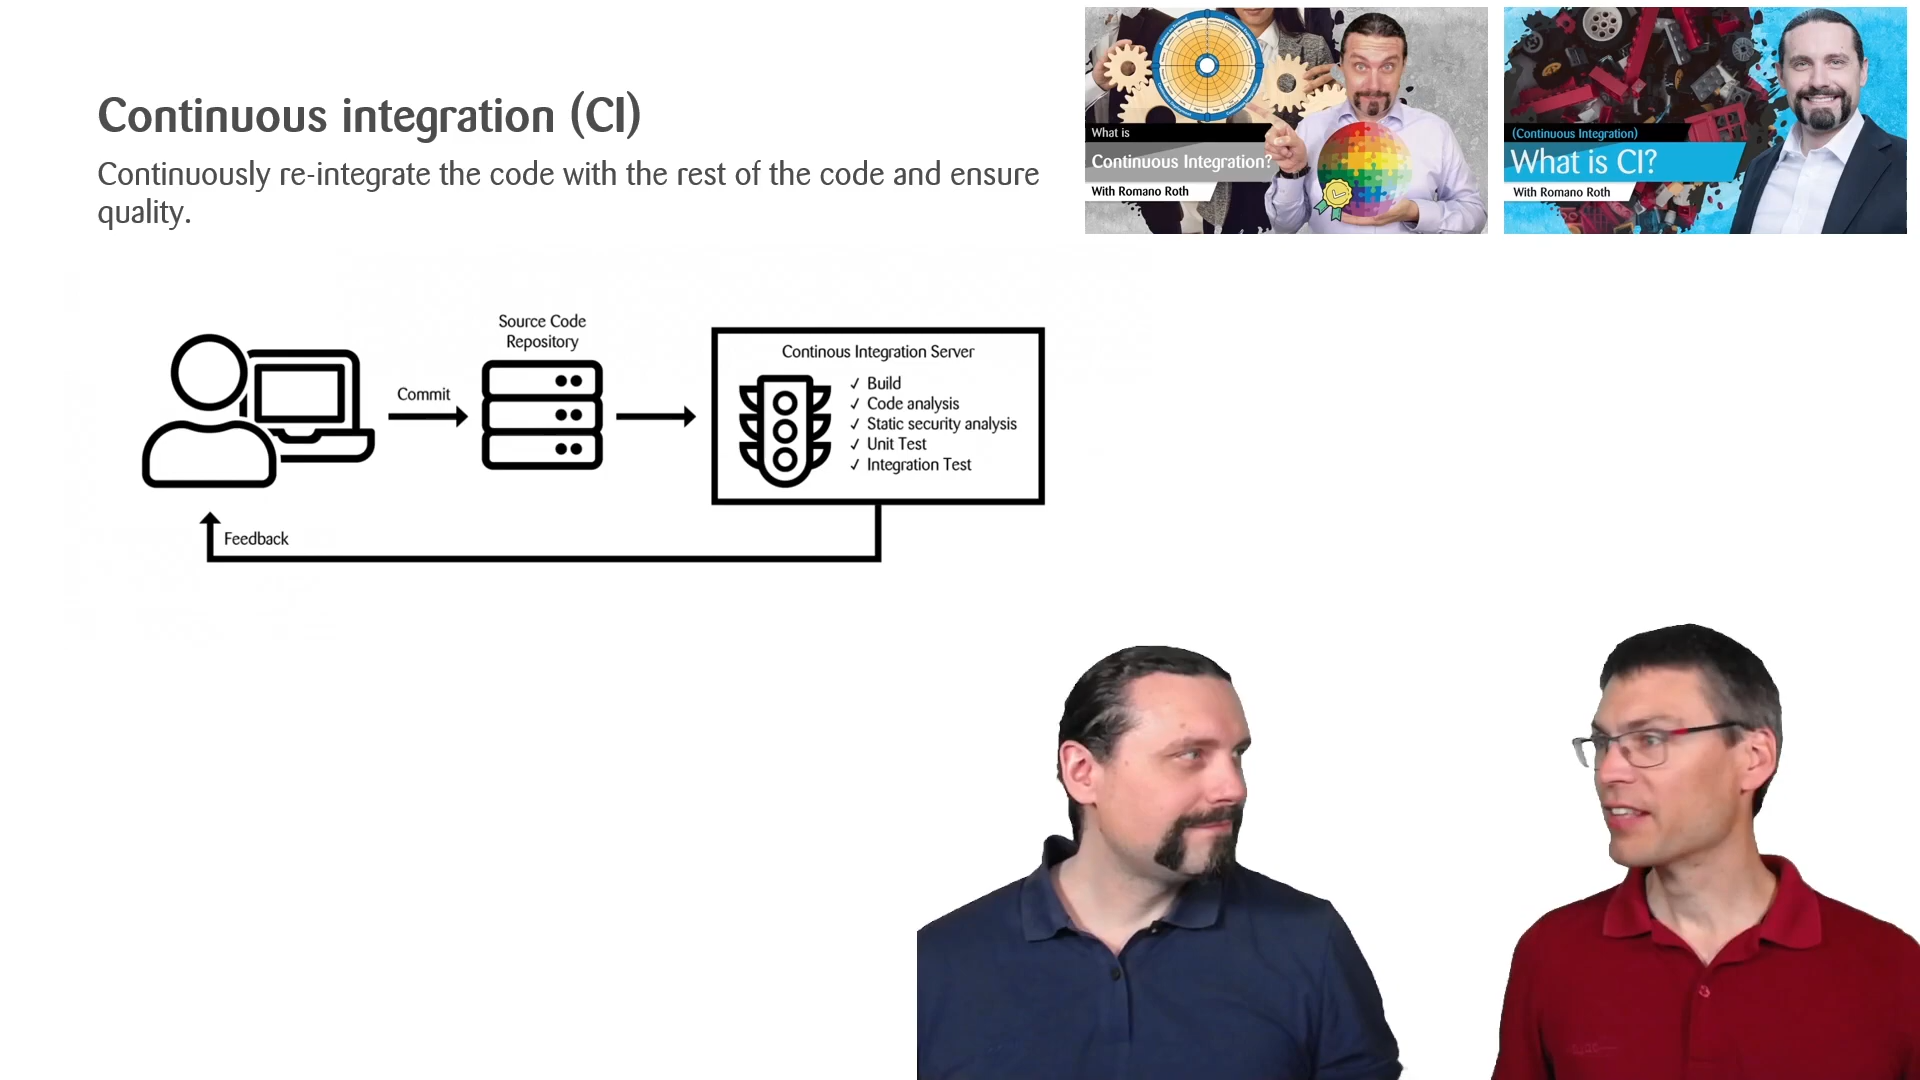 Continuous integration (CI)
Continuously re-integrate the code with the rest of the code and ensure
quality.
What is
Continuous Integration?
With Romano Roth
(Continuous Integration)
What is CI?
With Romano Roth
Source Code
Repository
Commit
Continous Integration Server
✓ Build
✓ Code analysis
✓ Static security analysis
✓ Unit Test
✓ Integration Test
Feedback